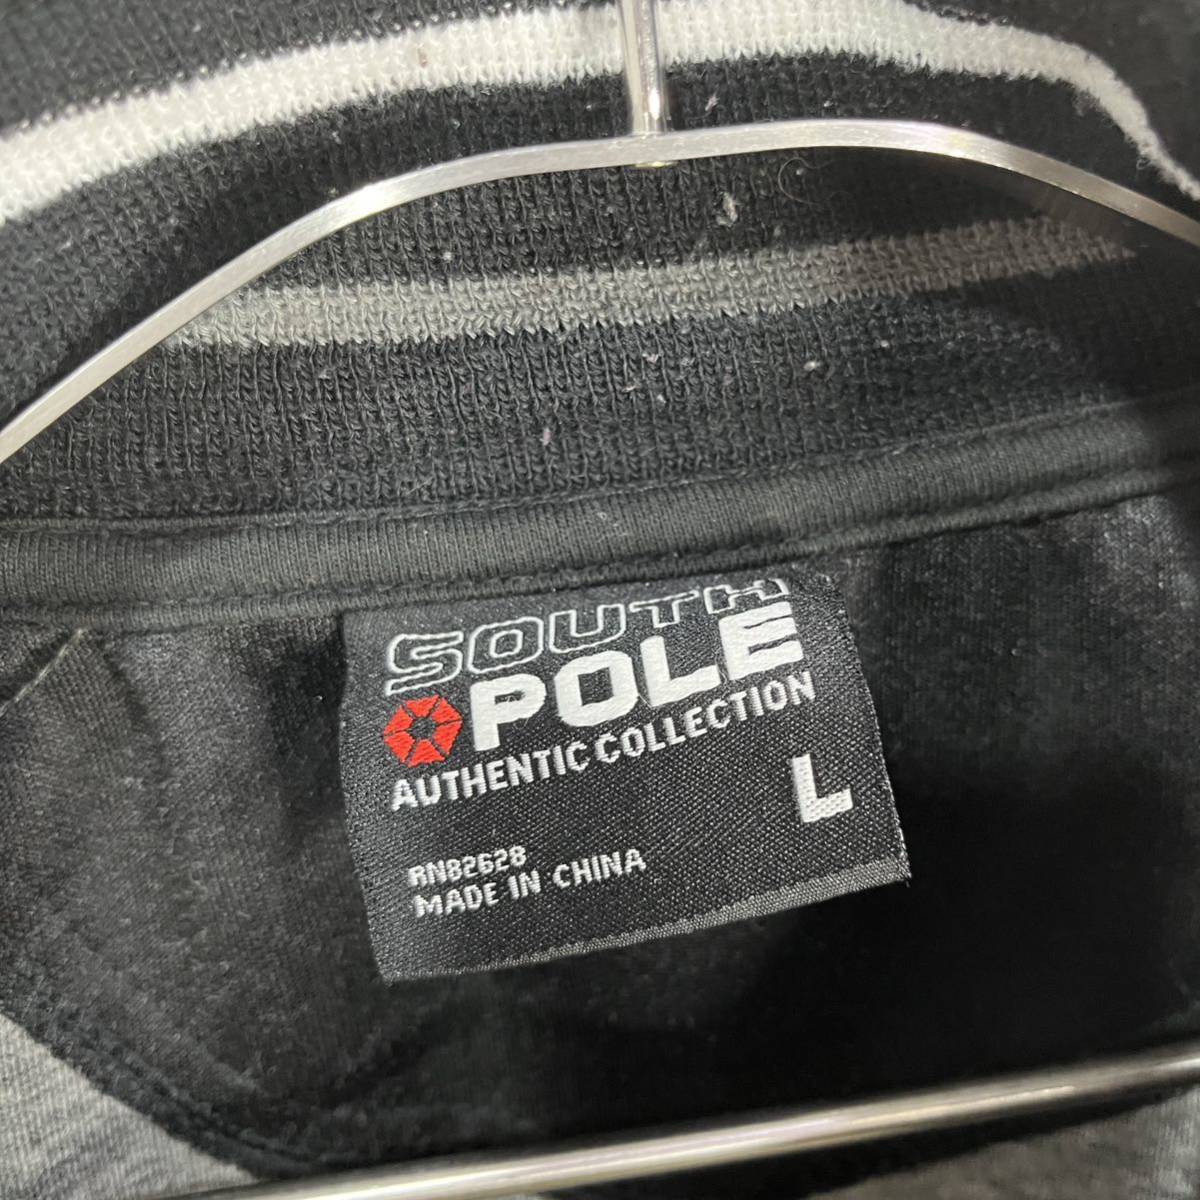 SOUTH
POLE
AUTHENTIC COLLECTION
L
RN82628
MADE IN CHINA